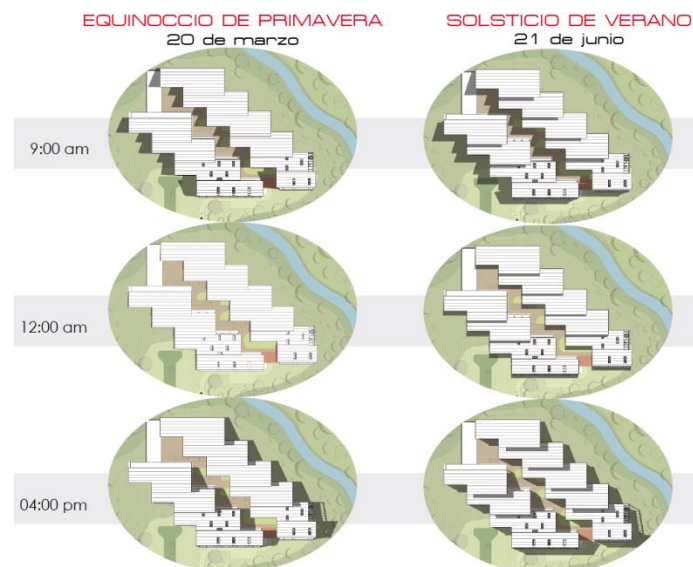 EQUINOCCIO DE PRIMAVERA
20 de marzo
SOLSTICIO DE VERANO
21 de junio
9:00 am
12:00 am
04:00 pm